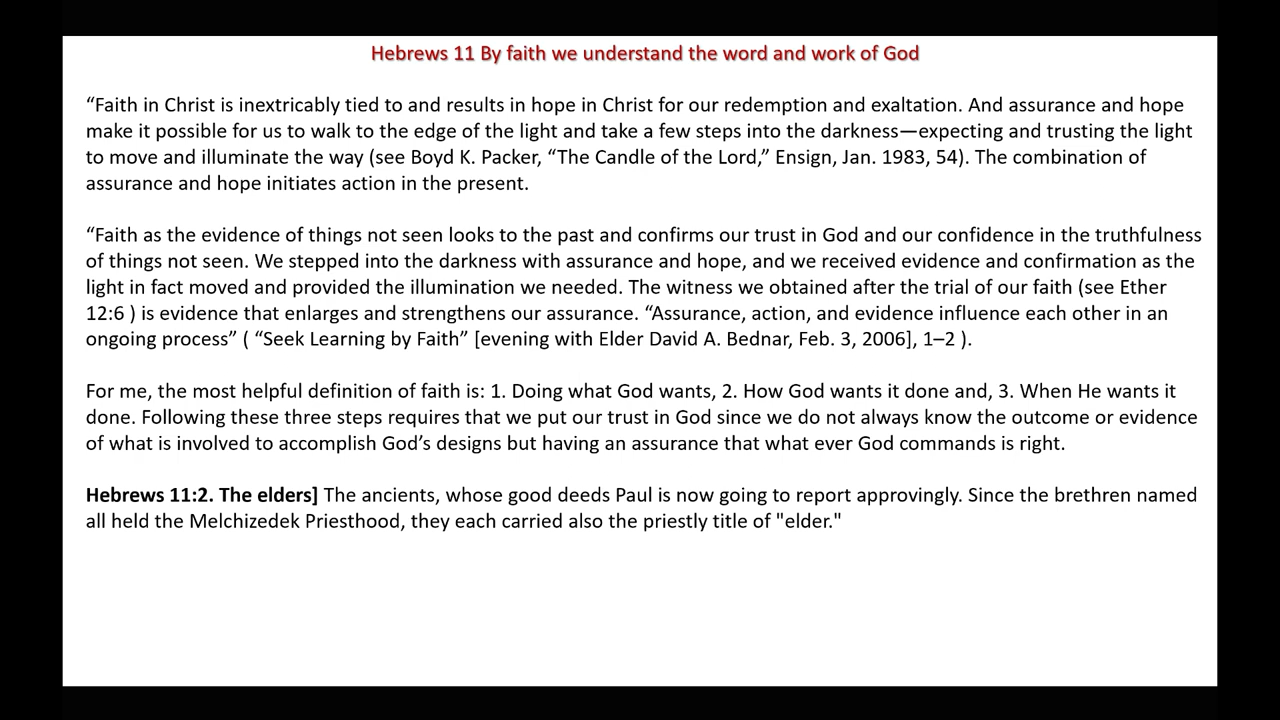 Hebrews 11 By faith we understand the word and work of God
“Faith in Christ is inextricably tied to and results in hope in Christ for our redemption and exaltation. And assurance and hope
make it possible for us to walk to the edge of the light and take a few steps into the darkness—expecting and trusting the light
to move and illuminate the way (see Boyd K. Packer, “The Candle of the Lord,” Ensign, Jan. 1983, 54). The combination of
assurance and hope initiates action in the present.
“Faith as the evidence of things not seen looks to the past and confirms our trust in God and our confidence in the truthfulness
of things not seen. We stepped into the darkness with assurance and hope, and we received evidence and confirmation as the
light in fact moved and provided the illumination we needed. The witness we obtained after the trial of our faith (see Ether
12:6 ) is evidence that enlarges and strengthens our assurance. “Assurance, action, and evidence influence each other in an
ongoing process” ( “Seek Learning by Faith” [evening with Elder David A. Bednar, Feb. 3, 2006], 1–2 ).
For me, the most helpful definition of faith is: 1. Doing what God wants, 2. How God wants it done and, 3. When He wants it
done. Following these three steps requires that we put our trust in God since we do not always know the outcome or evidence
of what is involved to accomplish God’s designs but having an assurance that what ever God commands is right.
Hebrews 11:2. The elders] The ancients, whose good deeds Paul is now going to report approvingly. Since the brethren named
all held the Melchizedek Priesthood, they each carried also the priestly title of "elder."